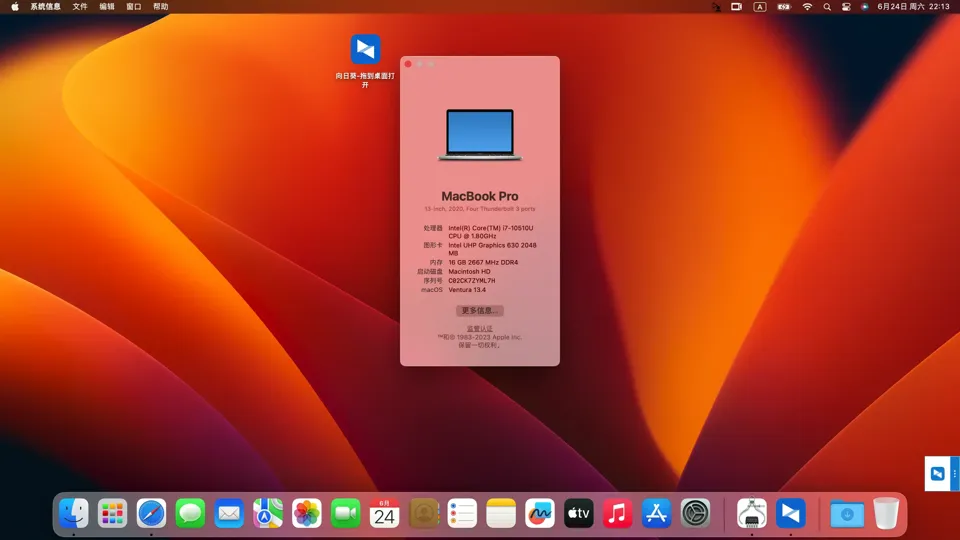 系统信息 文件 编辑 窗口 帮助
A
6月24日 周六 22:13
向日葵-拖到桌面打
开
MacBook Pro
13-inch, 2020, Four Thunderbolt 3 ports
处理器 Intel(R) Core(TM) i7-10510U
CPU @ 1.80GHz
图形卡 Intel UHP Graphics 630 2048
MB
内存 16 GB 2667 MHz DDR4
启动磁盘 Macintosh HD
序列号 C02CK7ZYML7H
macOS Ventura 13.4
更多信息...
监管认证
™和© 1983-2023 Apple Inc.
保留一切权利。
6月
24
tv